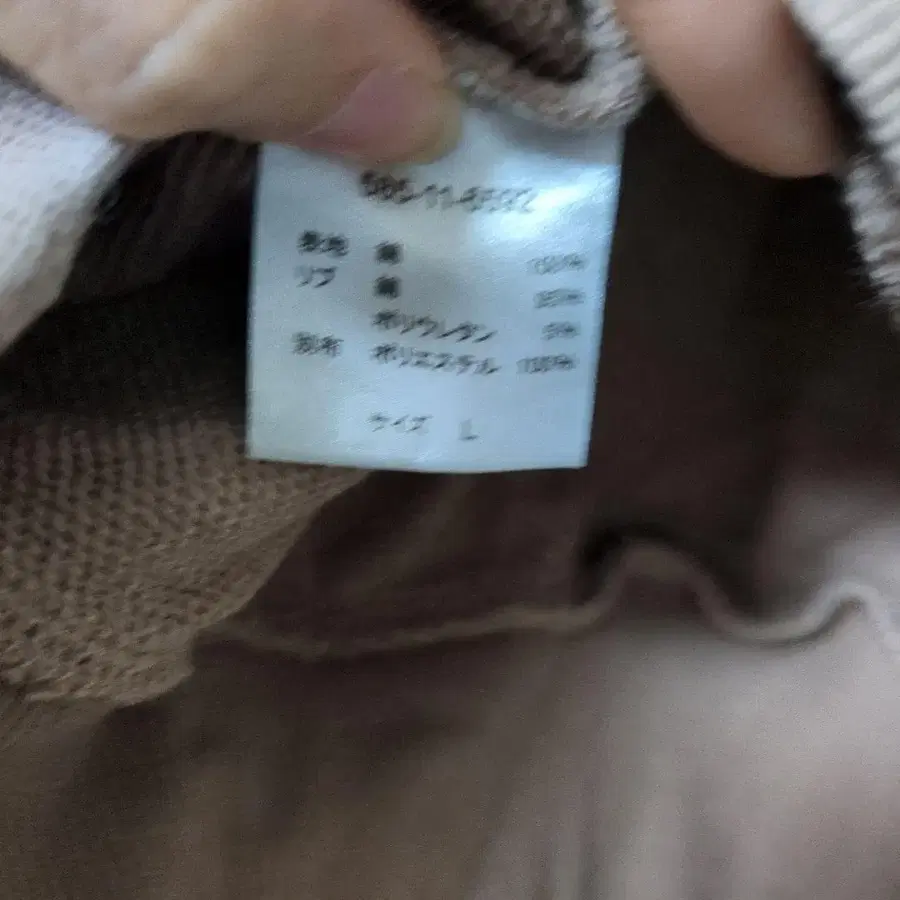 表地 綿 100%
リブ 綿 95%
ポリウレタン 5%
別布 ポリエステル 100%
サイズ L